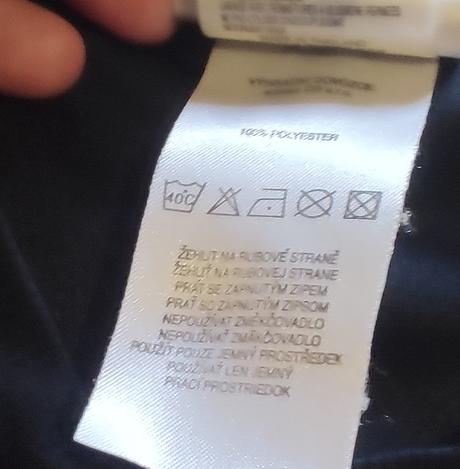 100% POLYESTER
40°C
ŽEHLIT NA RUBOVÉ STRANĚ
ŽEHLIŤ NA RUBOVEJ STRANE
PRÁT SE ZAPNUTÝM ZIPEM
PRAŤ SO ZAPNUTÝM ZIPSOM
NEPOUŽÍVAT ZMĚKČOVADLO
NEPOUŽÍVAŤ ZMÄKČOVADLO
POUŽÍT POUZE JEMNÝ PROSTŘEDEK
POUŽÍVAŤ LEN JEMNÝ
PRACÍ PROSTRIEDOK